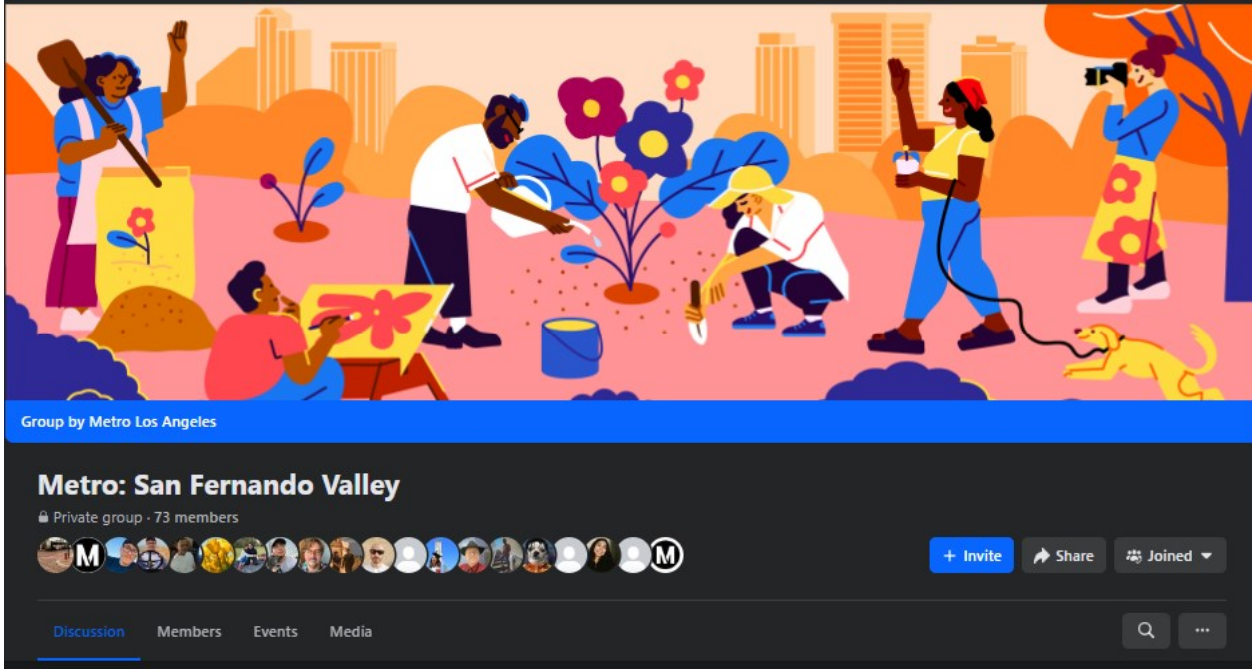 Group by Metro Los Angeles
Metro: San Fernando Valley
Private group · 73 members
M
M
+ Invite
Share
Joined
Discussion
Members
Events
Media